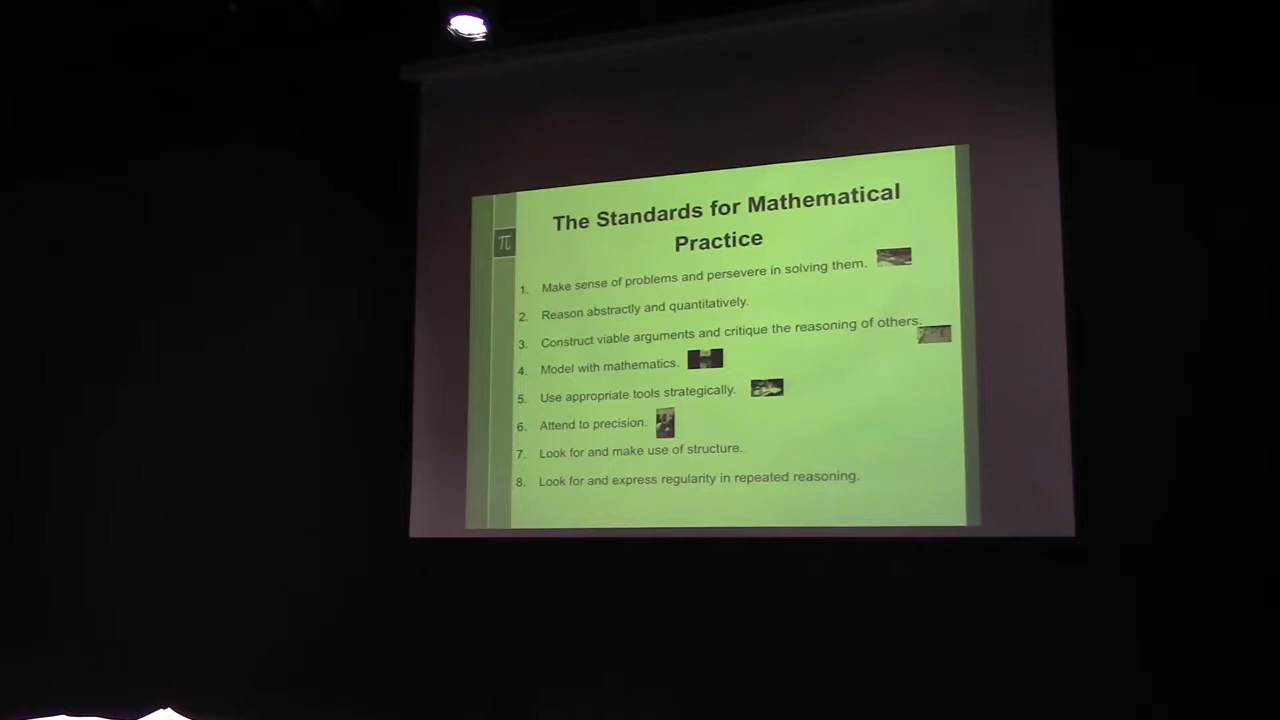 The Standards for Mathematical
Practice
π
1. Make sense of problems and persevere in solving them.
2. Reason abstractly and quantitatively.
3. Construct viable arguments and critique the reasoning of others.
4. Model with mathematics.
5. Use appropriate tools strategically.
6. Attend to precision.
7. Look for and make use of structure.
8. Look for and express regularity in repeated reasoning.